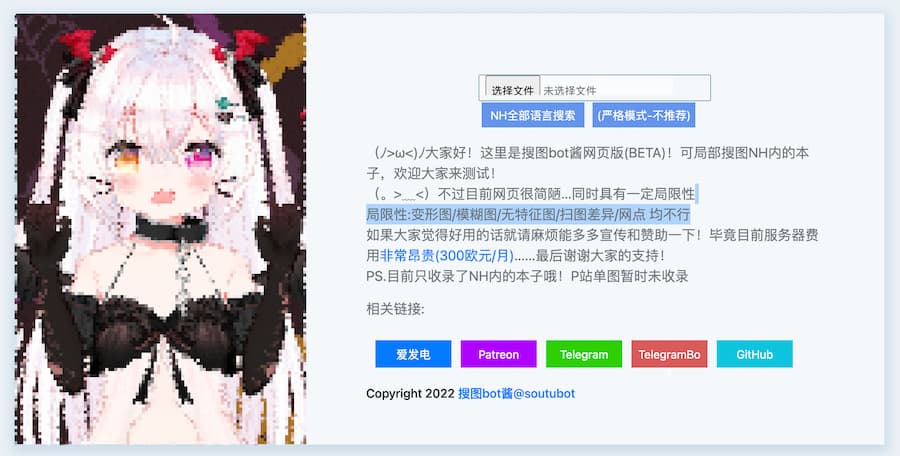 选择文件 未选择文件
NH全部语言搜索 (严格模式-不推荐)
（ﾉ>ω<)ﾉ大家好！这里是搜图bot酱网页版(BETA)！可局部搜图NH内的本
子，欢迎大家来测试！
（。>﹏<）不过目前网页很简陋...同时具有一定局限性
局限性:变形图/模糊图/无特征图/扫图差异/网点 均不行
如果大家觉得好用的话就请麻烦能多多宣传和赞助一下！毕竟目前服务器费
用非常昂贵(300欧元/月)......最后谢谢大家的支持！
PS.目前只收录了NH内的本子哦！P站单图暂时未收录
相关链接:
爱发电 Patreon Telegram TelegramBo GitHub
Copyright 2022 搜图bot酱@soutubot